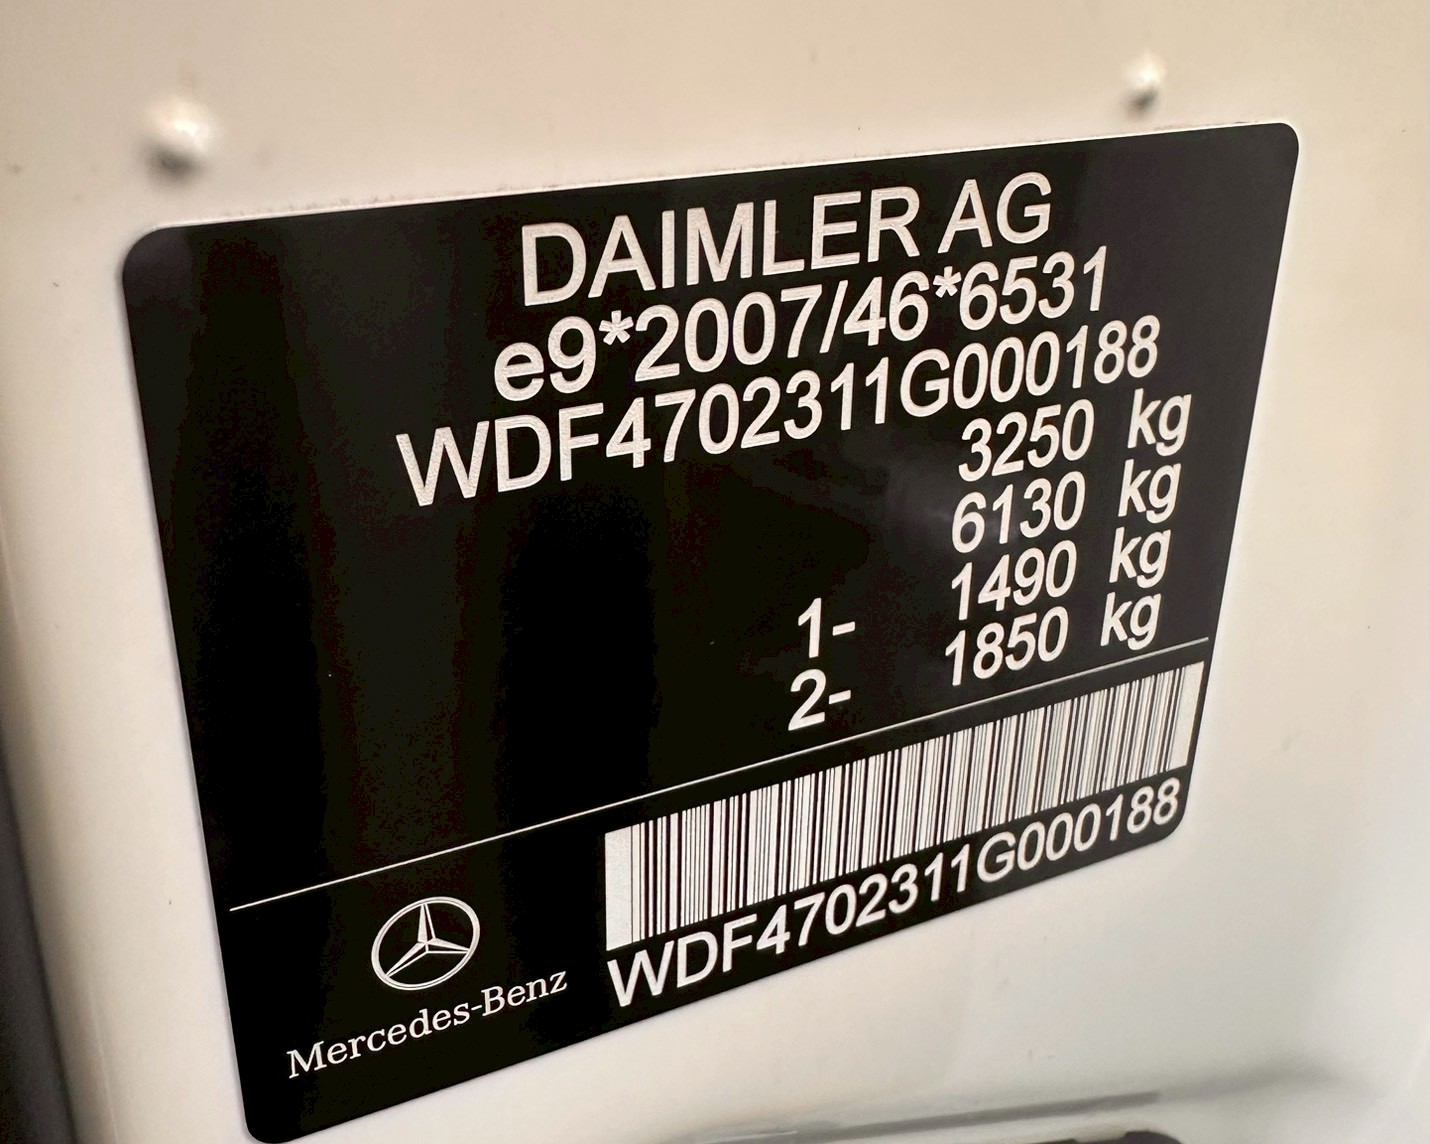 DAIMLER AG
e9*2007/46*6531
WDF4702311G000188
3250 kg
6130 kg
1- 1490 kg
2- 1850 kg
Mercedes-Benz
WDF4702311G000188